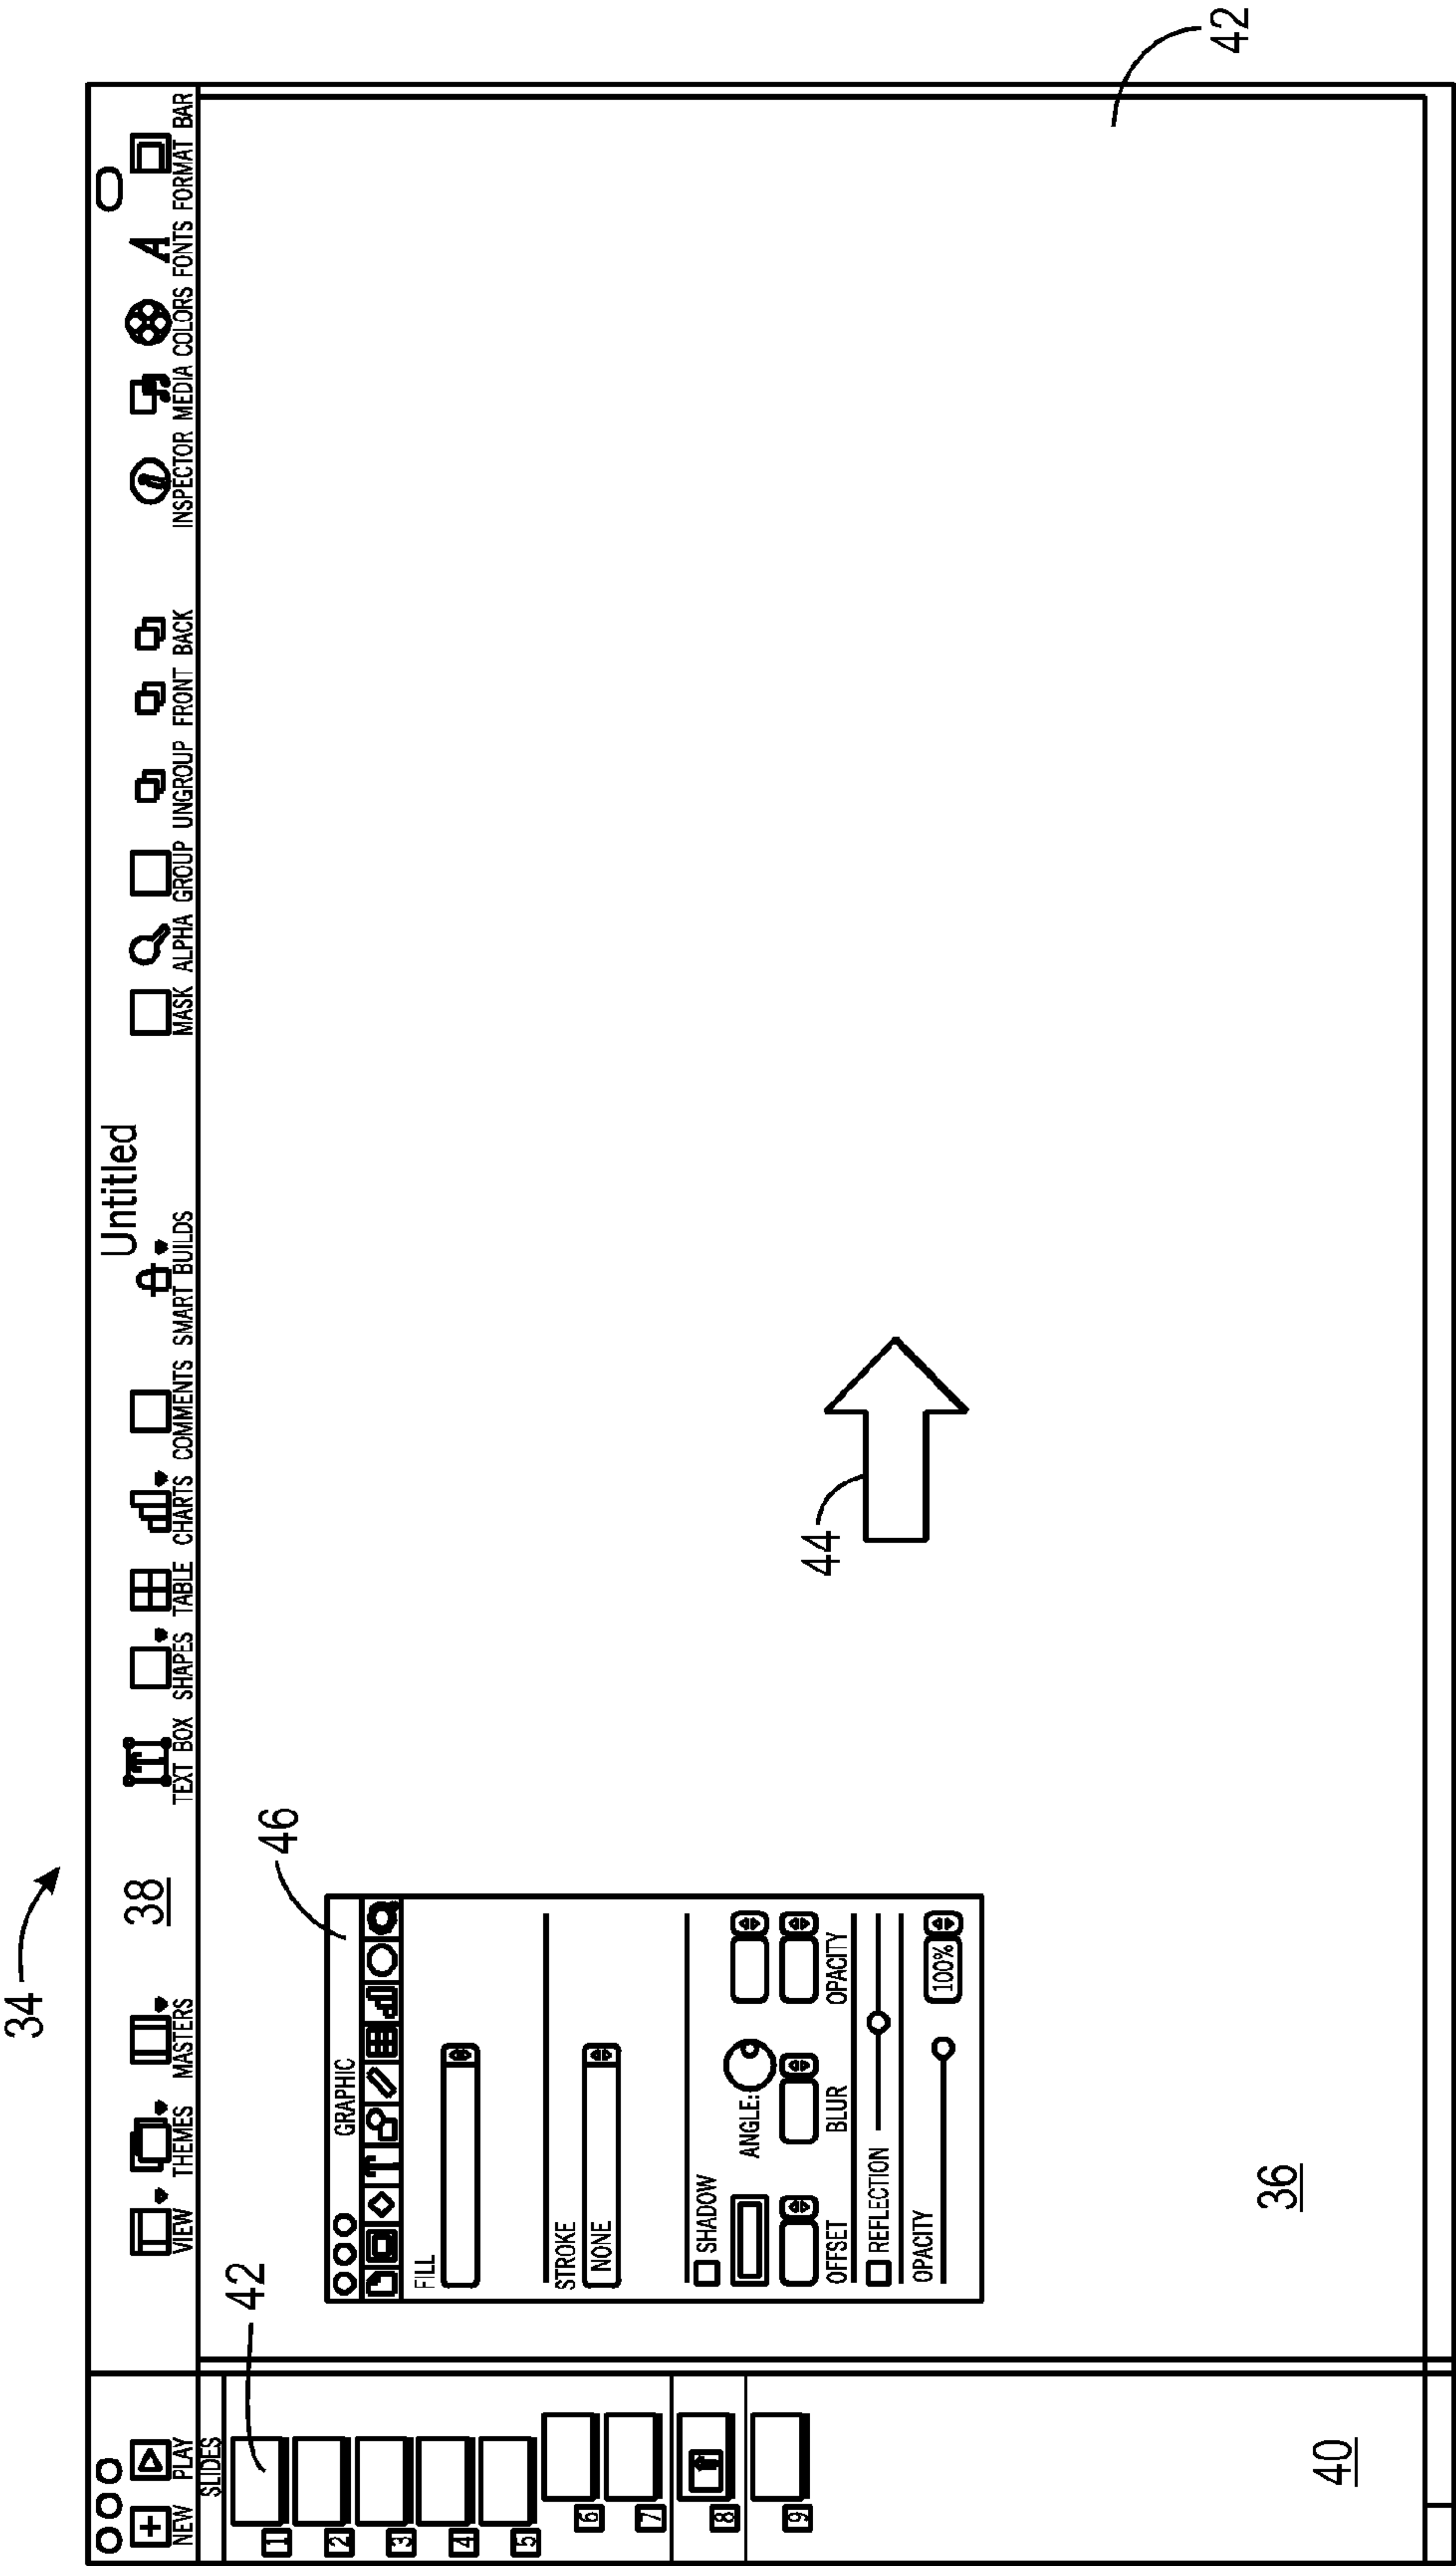 34
Untitled
38
NEW PLAY VIEW THEMES MASTERS TEXT BOX SHAPES TABLE CHARTS COMMENTS SMART BUILDS MASK ALPHA GROUP UNGROUP FRONT BACK INSPECTOR MEDIA COLORS FONTS FORMAT BAR
SLIDES
42
1
2
3
4
5
6
7
8
9
40
46
GRAPHIC
T
FILL
STROKE
NONE
SHADOW
ANGLE:
OFFSET BLUR OPACITY
REFLECTION
OPACITY
100%
44
36
42